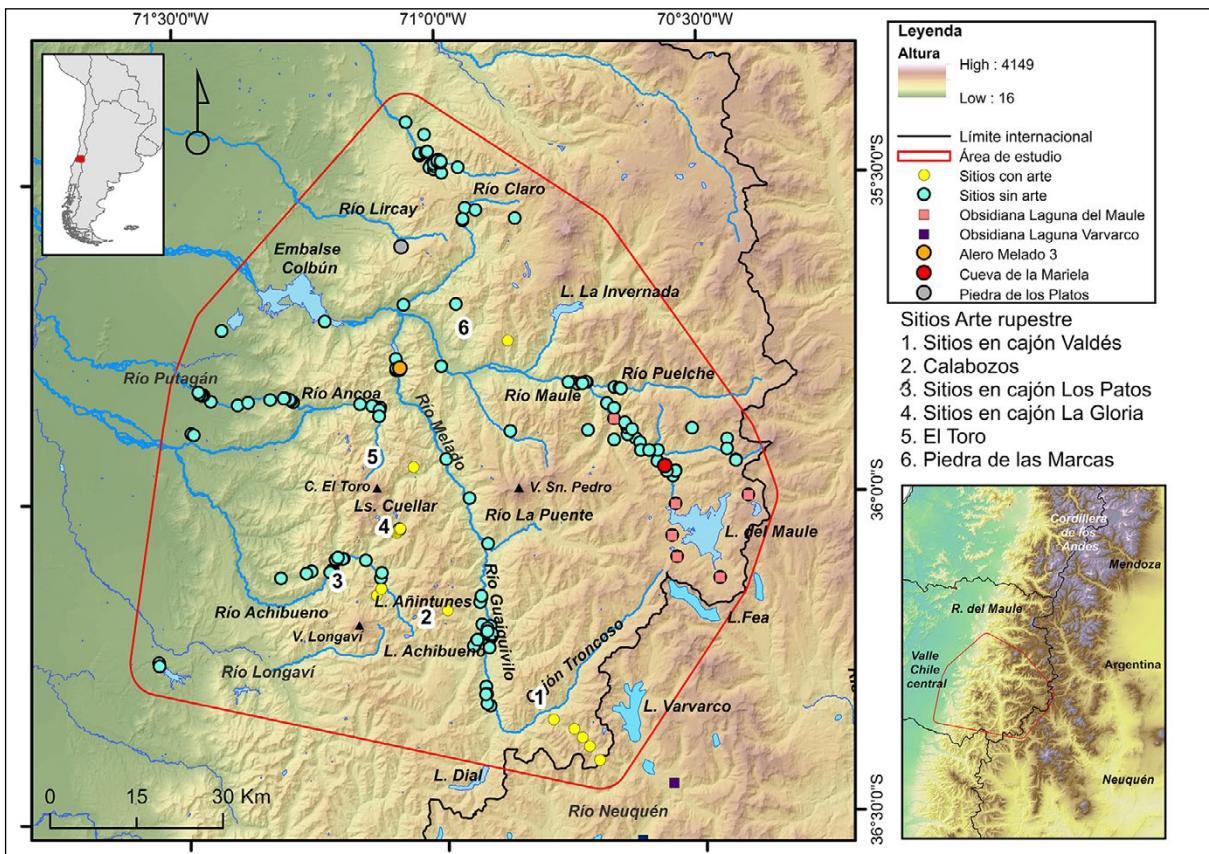 71°30'0"W
71°0'0"W
70°30'0"W
35°30'0"S
36°0'0"S
36°30'0"S
Río Claro
Río Lircay
Embalse
Colbún
L. La Invernada
6
Río Putagán
Río Ancoa
Río Maule
Río Puelche
Río Melado
5
C. El Toro
V. Sn. Pedro
Ls. Cuellar
4
Río La Puente
L. del Maule
3
Río Achibueno
L. Añintunes
2
V. Longaví
L. Achibueno
Río Guaiquivilo
L.Fea
Río Longaví
Cajón Troncoso
1
L. Varvarco
L. Dial
Río Neuquén
0 15 30 Km
Leyenda
Altura
High : 4149
Low : 16
Límite internacional
Área de estudio
Sitios con arte
Sitios sin arte
Obsidiana Laguna del Maule
Obsidiana Laguna Varvarco
Alero Melado 3
Cueva de la Mariela
Piedra de los Platos
Sitios Arte rupestre
1. Sitios en cajón Valdés
2. Calabozos
3. Sitios en cajón Los Patos
4. Sitios en cajón La Gloria
5. El Toro
6. Piedra de las Marcas
Cordillera
de los
Andes
Mendoza
R. del Maule
Valle
Chile
central
Argentina
Neuquén